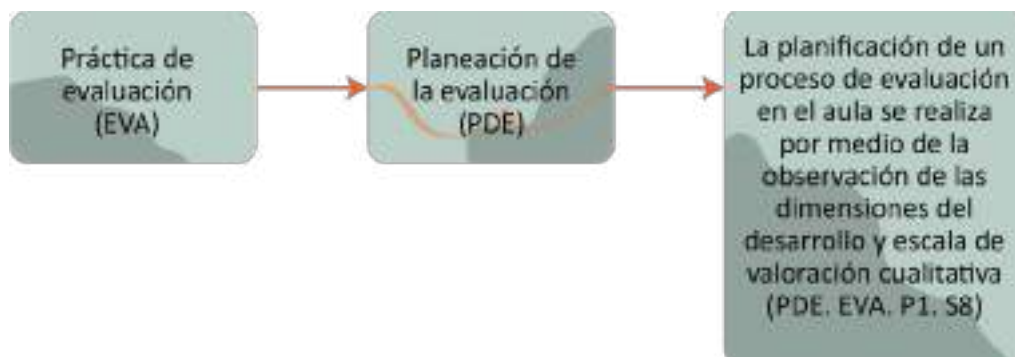 Práctica de
evaluación
(EVA)
Planeación de
la evaluación
(PDE)
La planificación de un
proceso de evaluación
en el aula se realiza
por medio de la
observación de las
dimensiones del
desarrollo y escala de
valoración cualitativa
(PDE. EVA. P1. S8)